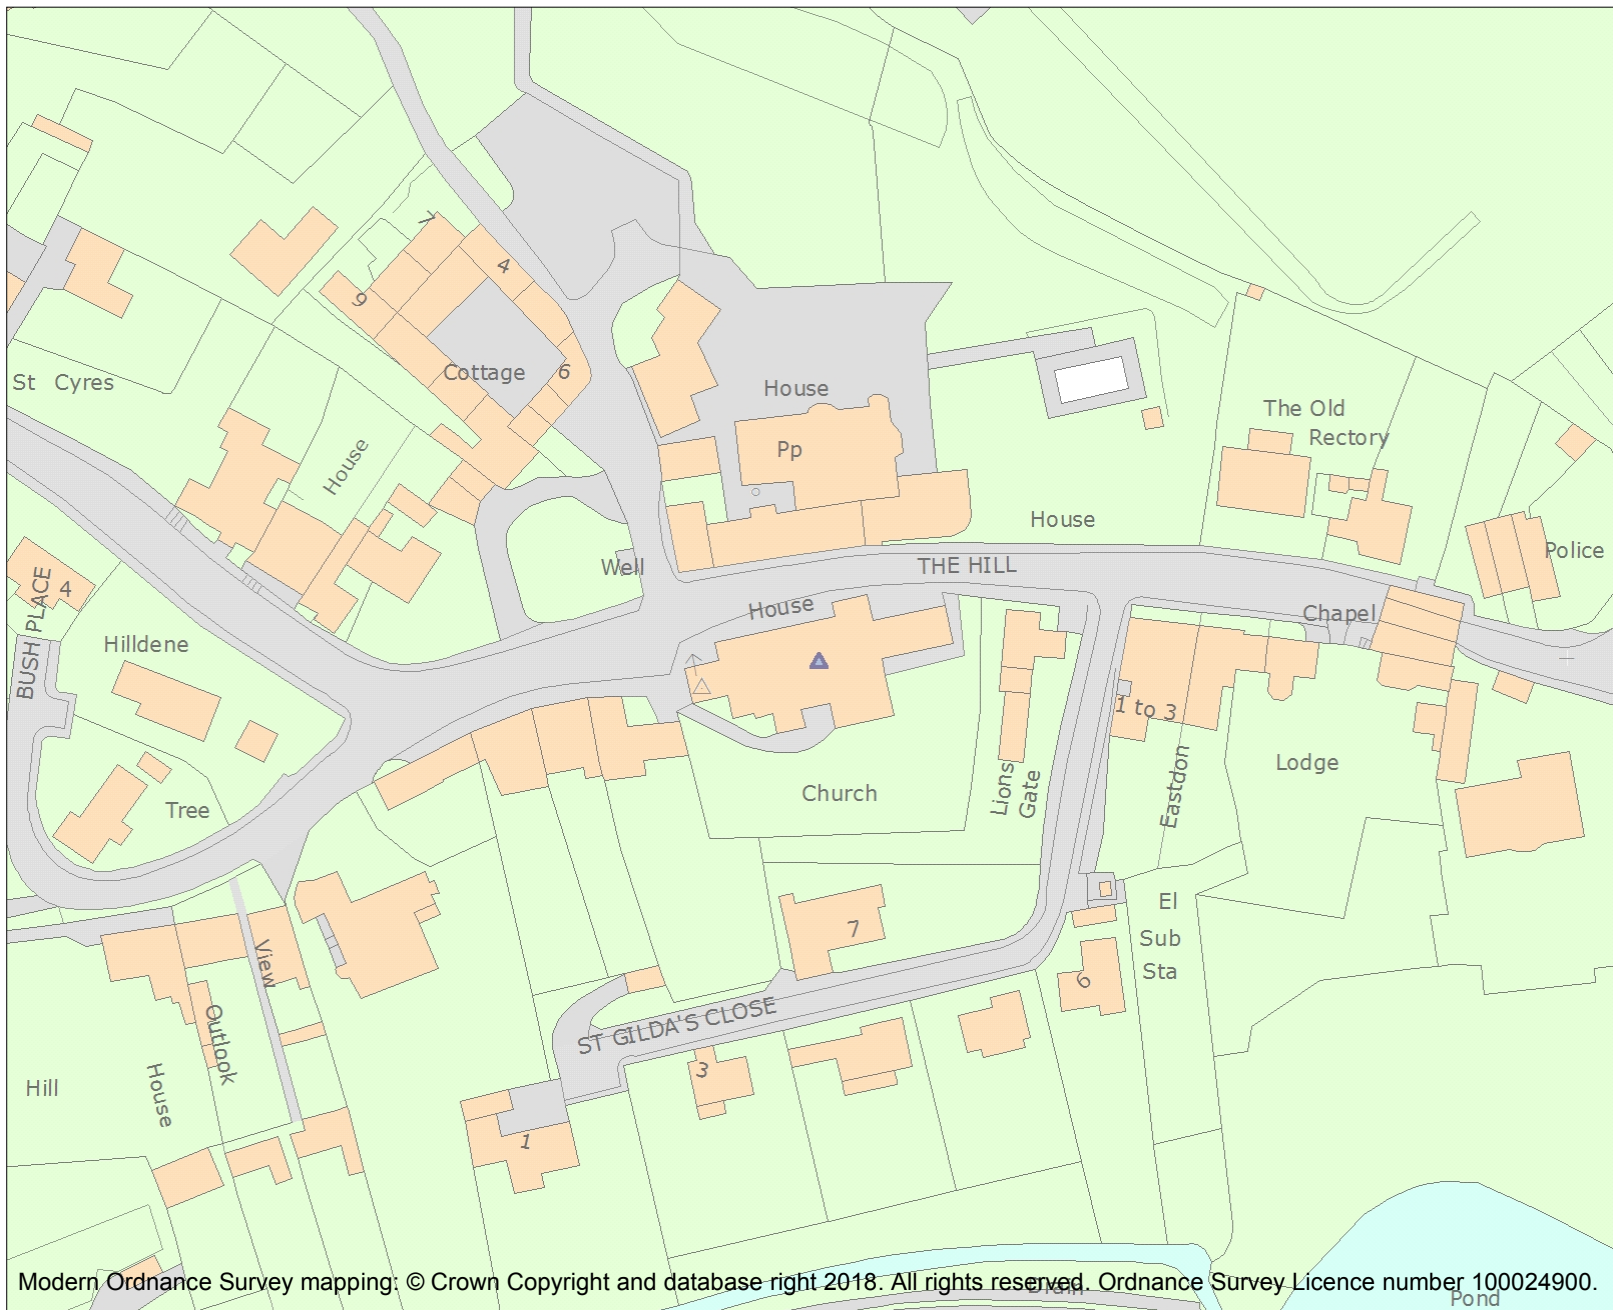 7
4
9
Cottage
6
St Cyres
House
House
Pp
The Old
Rectory
House
Police
Well
THE HILL
House
Chapel
BUSH PLACE
4
Hilldene
1 to 3
Lions
Gate
Eastdon
Lodge
Tree
Church
El
Sub
Sta
7
6
View
Outlook
ST GILDA'S CLOSE
3
Hill
House
1
Drain
Pond
Modern Ordnance Survey mapping: © Crown Copyright and database right 2018. All rights reserved. Ordnance Survey Licence number 100024900.